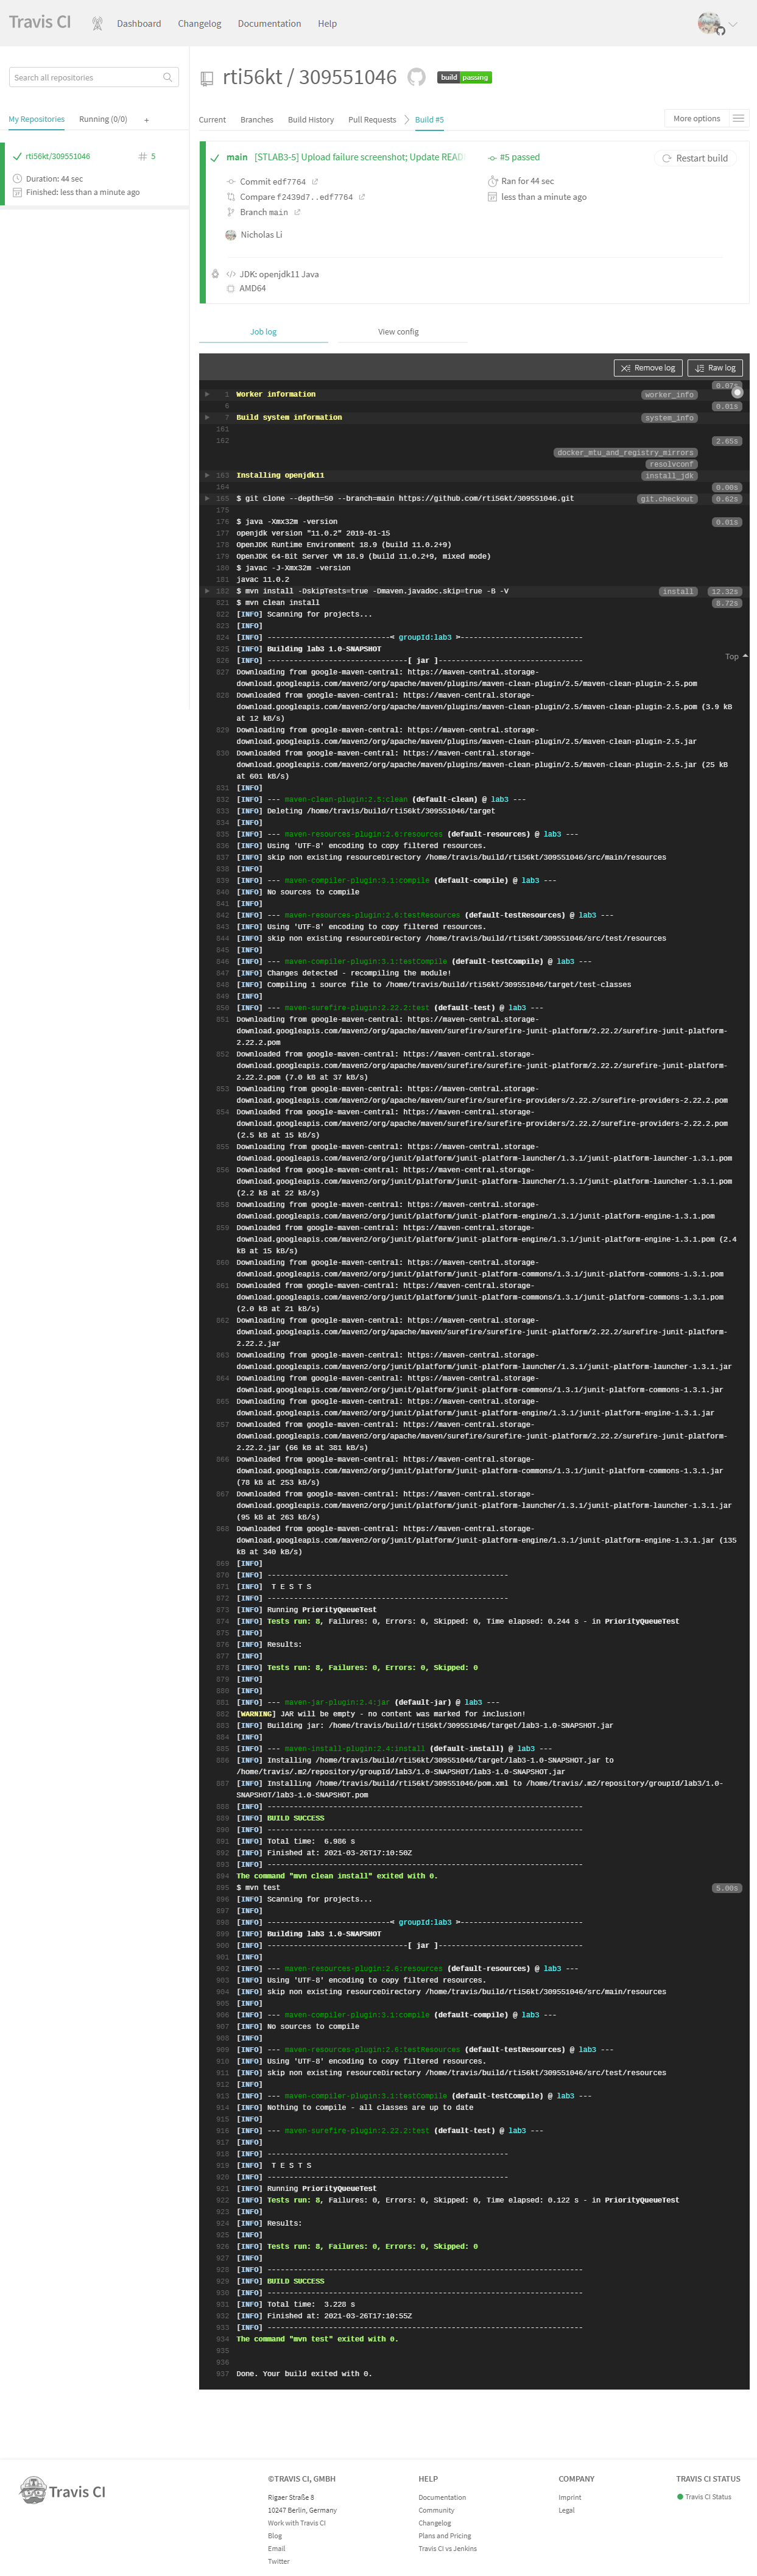 Travis CI
Dashboard
Changelog
Documentation
Help
Search all repositories
My Repositories
Running (0/0)
+
rti56kt/309551046
# 5
Duration: 44 sec
Finished: less than a minute ago
rti56kt / 309551046
build passing
Current
Branches
Build History
Pull Requests
Build #5
More options
main [STLAB3-5] Upload failure screenshot; Update READ
Commit edf7764
Compare f2439d7..edf7764
Branch main
Nicholas Li
#5 passed
Ran for 44 sec
less than a minute ago
Restart build
JDK: openjdk11 Java
AMD64
Job log
View config
Remove log
Raw log
0.07s
1 Worker information worker_info
6 0.01s
7 Build system information system_info
161
162 2.65s
docker_mtu_and_registry_mirrors
resolvconf
163 Installing openjdk11 install_jdk
164 0.00s
165 $ git clone --depth=50 --branch=main https://github.com/rti56kt/309551046.git git.checkout 0.62s
175
176 $ java -Xmx32m -version 0.01s
177 openjdk version "11.0.2" 2019-01-15
178 OpenJDK Runtime Environment 18.9 (build 11.0.2+9)
179 OpenJDK 64-Bit Server VM 18.9 (build 11.0.2+9, mixed mode)
180 $ javac -J-Xmx32m -version
181 javac 11.0.2
182 $ mvn install -DskipTests=true -Dmaven.javadoc.skip=true -B -V install 12.32s
821 $ mvn clean install 8.72s
822 [INFO] Scanning for projects...
823 [INFO]
824 [INFO] ----------------------------< groupId:lab3 >----------------------------
825 [INFO] Building lab3 1.0-SNAPSHOT
826 [INFO] --------------------------------[ jar ]---------------------------------
Top
827 Downloading from google-maven-central: https://maven-central.storage-
download.googleapis.com/maven2/org/apache/maven/plugins/maven-clean-plugin/2.5/maven-clean-plugin-2.5.pom
828 Downloaded from google-maven-central: https://maven-central.storage-
download.googleapis.com/maven2/org/apache/maven/plugins/maven-clean-plugin/2.5/maven-clean-plugin-2.5.pom (3.9 kB
at 12 kB/s)
829 Downloading from google-maven-central: https://maven-central.storage-
download.googleapis.com/maven2/org/apache/maven/plugins/maven-clean-plugin/2.5/maven-clean-plugin-2.5.jar
830 Downloaded from google-maven-central: https://maven-central.storage-
download.googleapis.com/maven2/org/apache/maven/plugins/maven-clean-plugin/2.5/maven-clean-plugin-2.5.jar (25 kB
at 601 kB/s)
831 [INFO]
832 [INFO] --- maven-clean-plugin:2.5:clean (default-clean) @ lab3 ---
833 [INFO] Deleting /home/travis/build/rti56kt/309551046/target
834 [INFO]
835 [INFO] --- maven-resources-plugin:2.6:resources (default-resources) @ lab3 ---
836 [INFO] Using 'UTF-8' encoding to copy filtered resources.
837 [INFO] skip non existing resourceDirectory /home/travis/build/rti56kt/309551046/src/main/resources
838 [INFO]
839 [INFO] --- maven-compiler-plugin:3.1:compile (default-compile) @ lab3 ---
840 [INFO] No sources to compile
841 [INFO]
842 [INFO] --- maven-resources-plugin:2.6:testResources (default-testResources) @ lab3 ---
843 [INFO] Using 'UTF-8' encoding to copy filtered resources.
844 [INFO] skip non existing resourceDirectory /home/travis/build/rti56kt/309551046/src/test/resources
845 [INFO]
846 [INFO] --- maven-compiler-plugin:3.1:testCompile (default-testCompile) @ lab3 ---
847 [INFO] Changes detected - recompiling the module!
848 [INFO] Compiling 1 source file to /home/travis/build/rti56kt/309551046/target/test-classes
849 [INFO]
850 [INFO] --- maven-surefire-plugin:2.22.2:test (default-test) @ lab3 ---
851 Downloading from google-maven-central: https://maven-central.storage-
download.googleapis.com/maven2/org/apache/maven/surefire/surefire-junit-platform/2.22.2/surefire-junit-platform-
2.22.2.pom
852 Downloaded from google-maven-central: https://maven-central.storage-
download.googleapis.com/maven2/org/apache/maven/surefire/surefire-junit-platform/2.22.2/surefire-junit-platform-
2.22.2.pom (7.0 kB at 37 kB/s)
853 Downloading from google-maven-central: https://maven-central.storage-
download.googleapis.com/maven2/org/apache/maven/surefire/surefire-providers/2.22.2/surefire-providers-2.22.2.pom
854 Downloaded from google-maven-central: https://maven-central.storage-
download.googleapis.com/maven2/org/apache/maven/surefire/surefire-providers/2.22.2/surefire-providers-2.22.2.pom
(2.5 kB at 15 kB/s)
855 Downloading from google-maven-central: https://maven-central.storage-
download.googleapis.com/maven2/org/junit/platform/junit-platform-launcher/1.3.1/junit-platform-launcher-1.3.1.pom
856 Downloaded from google-maven-central: https://maven-central.storage-
download.googleapis.com/maven2/org/junit/platform/junit-platform-launcher/1.3.1/junit-platform-launcher-1.3.1.pom
(2.2 kB at 22 kB/s)
858 Downloading from google-maven-central: https://maven-central.storage-
download.googleapis.com/maven2/org/junit/platform/junit-platform-engine/1.3.1/junit-platform-engine-1.3.1.pom
859 Downloaded from google-maven-central: https://maven-central.storage-
download.googleapis.com/maven2/org/junit/platform/junit-platform-engine/1.3.1/junit-platform-engine-1.3.1.pom (2.4
kB at 15 kB/s)
860 Downloading from google-maven-central: https://maven-central.storage-
download.googleapis.com/maven2/org/junit/platform/junit-platform-commons/1.3.1/junit-platform-commons-1.3.1.pom
861 Downloaded from google-maven-central: https://maven-central.storage-
download.googleapis.com/maven2/org/junit/platform/junit-platform-commons/1.3.1/junit-platform-commons-1.3.1.pom
(2.0 kB at 21 kB/s)
862 Downloading from google-maven-central: https://maven-central.storage-
download.googleapis.com/maven2/org/apache/maven/surefire/surefire-junit-platform/2.22.2/surefire-junit-platform-
2.22.2.jar
863 Downloading from google-maven-central: https://maven-central.storage-
download.googleapis.com/maven2/org/junit/platform/junit-platform-launcher/1.3.1/junit-platform-launcher-1.3.1.jar
864 Downloading from google-maven-central: https://maven-central.storage-
download.googleapis.com/maven2/org/junit/platform/junit-platform-commons/1.3.1/junit-platform-commons-1.3.1.jar
865 Downloading from google-maven-central: https://maven-central.storage-
download.googleapis.com/maven2/org/junit/platform/junit-platform-engine/1.3.1/junit-platform-engine-1.3.1.jar
857 Downloaded from google-maven-central: https://maven-central.storage-
download.googleapis.com/maven2/org/apache/maven/surefire/surefire-junit-platform/2.22.2/surefire-junit-platform-
2.22.2.jar (66 kB at 381 kB/s)
866 Downloaded from google-maven-central: https://maven-central.storage-
download.googleapis.com/maven2/org/junit/platform/junit-platform-commons/1.3.1/junit-platform-commons-1.3.1.jar
(78 kB at 253 kB/s)
867 Downloaded from google-maven-central: https://maven-central.storage-
download.googleapis.com/maven2/org/junit/platform/junit-platform-launcher/1.3.1/junit-platform-launcher-1.3.1.jar
(95 kB at 263 kB/s)
868 Downloaded from google-maven-central: https://maven-central.storage-
download.googleapis.com/maven2/org/junit/platform/junit-platform-engine/1.3.1/junit-platform-engine-1.3.1.jar (135
kB at 340 kB/s)
869 [INFO]
870 [INFO] -------------------------------------------------------
871 [INFO]  T E S T S
872 [INFO] -------------------------------------------------------
873 [INFO] Running PriorityQueueTest
874 [INFO] Tests run: 8, Failures: 0, Errors: 0, Skipped: 0, Time elapsed: 0.244 s - in PriorityQueueTest
875 [INFO]
876 [INFO] Results:
877 [INFO]
878 [INFO] Tests run: 8, Failures: 0, Errors: 0, Skipped: 0
879 [INFO]
880 [INFO]
881 [INFO] --- maven-jar-plugin:2.4:jar (default-jar) @ lab3 ---
882 [WARNING] JAR will be empty - no content was marked for inclusion!
883 [INFO] Building jar: /home/travis/build/rti56kt/309551046/target/lab3-1.0-SNAPSHOT.jar
884 [INFO]
885 [INFO] --- maven-install-plugin:2.4:install (default-install) @ lab3 ---
886 [INFO] Installing /home/travis/build/rti56kt/309551046/target/lab3-1.0-SNAPSHOT.jar to
/home/travis/.m2/repository/groupId/lab3/1.0-SNAPSHOT/lab3-1.0-SNAPSHOT.jar
887 [INFO] Installing /home/travis/build/rti56kt/309551046/pom.xml to /home/travis/.m2/repository/groupId/lab3/1.0-
SNAPSHOT/lab3-1.0-SNAPSHOT.pom
888 [INFO] ------------------------------------------------------------------------
889 [INFO] BUILD SUCCESS
890 [INFO] ------------------------------------------------------------------------
891 [INFO] Total time:  6.986 s
892 [INFO] Finished at: 2021-03-26T17:10:50Z
893 [INFO] ------------------------------------------------------------------------
894 The command "mvn clean install" exited with 0.
895 $ mvn test 5.00s
896 [INFO] Scanning for projects...
897 [INFO]
898 [INFO] ----------------------------< groupId:lab3 >----------------------------
899 [INFO] Building lab3 1.0-SNAPSHOT
900 [INFO] --------------------------------[ jar ]---------------------------------
901 [INFO]
902 [INFO] --- maven-resources-plugin:2.6:resources (default-resources) @ lab3 ---
903 [INFO] Using 'UTF-8' encoding to copy filtered resources.
904 [INFO] skip non existing resourceDirectory /home/travis/build/rti56kt/309551046/src/main/resources
905 [INFO]
906 [INFO] --- maven-compiler-plugin:3.1:compile (default-compile) @ lab3 ---
907 [INFO] No sources to compile
908 [INFO]
909 [INFO] --- maven-resources-plugin:2.6:testResources (default-testResources) @ lab3 ---
910 [INFO] Using 'UTF-8' encoding to copy filtered resources.
911 [INFO] skip non existing resourceDirectory /home/travis/build/rti56kt/309551046/src/test/resources
912 [INFO]
913 [INFO] --- maven-compiler-plugin:3.1:testCompile (default-testCompile) @ lab3 ---
914 [INFO] Nothing to compile - all classes are up to date
915 [INFO]
916 [INFO] --- maven-surefire-plugin:2.22.2:test (default-test) @ lab3 ---
917 [INFO]
918 [INFO] -------------------------------------------------------
919 [INFO]  T E S T S
920 [INFO] -------------------------------------------------------
921 [INFO] Running PriorityQueueTest
922 [INFO] Tests run: 8, Failures: 0, Errors: 0, Skipped: 0, Time elapsed: 0.122 s - in PriorityQueueTest
923 [INFO]
924 [INFO] Results:
925 [INFO]
926 [INFO] Tests run: 8, Failures: 0, Errors: 0, Skipped: 0
927 [INFO]
928 [INFO] ------------------------------------------------------------------------
929 [INFO] BUILD SUCCESS
930 [INFO] ------------------------------------------------------------------------
931 [INFO] Total time:  3.228 s
932 [INFO] Finished at: 2021-03-26T17:10:55Z
933 [INFO] ------------------------------------------------------------------------
934 The command "mvn test" exited with 0.
935
936
937 Done. Your build exited with 0.
Travis CI
©TRAVIS CI, GMBH
Rigaer Straße 8
10247 Berlin, Germany
Work with Travis CI
Blog
Email
Twitter
HELP
Documentation
Community
Changelog
Plans and Pricing
Travis CI vs Jenkins
COMPANY
Imprint
Legal
TRAVIS CI STATUS
Travis CI Status